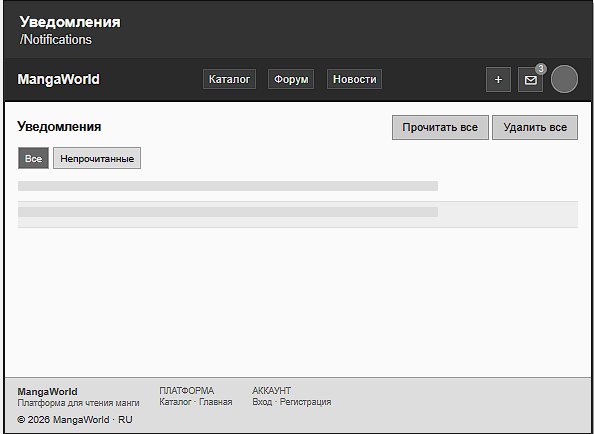 Уведомления
/Notifications
MangaWorld Каталог Форум Новости + 3
Уведомления Прочитать все Удалить все
Все Непрочитанные
MangaWorld ПЛАТФОРМА АККАУНТ
Платформа для чтения манги Каталог · Главная Вход · Регистрация
© 2026 MangaWorld · RU